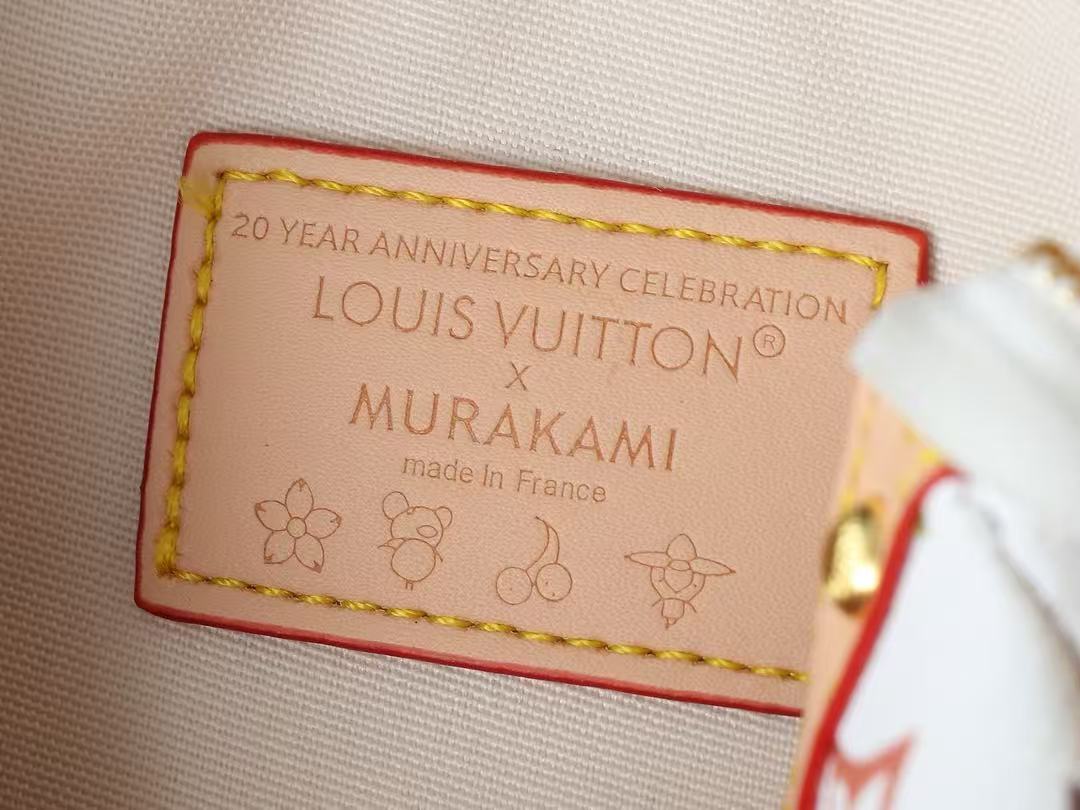 20 YEAR ANNIVERSARY CELEBRATION
LOUIS VUITTON®
X
MURAKAMI
made In France